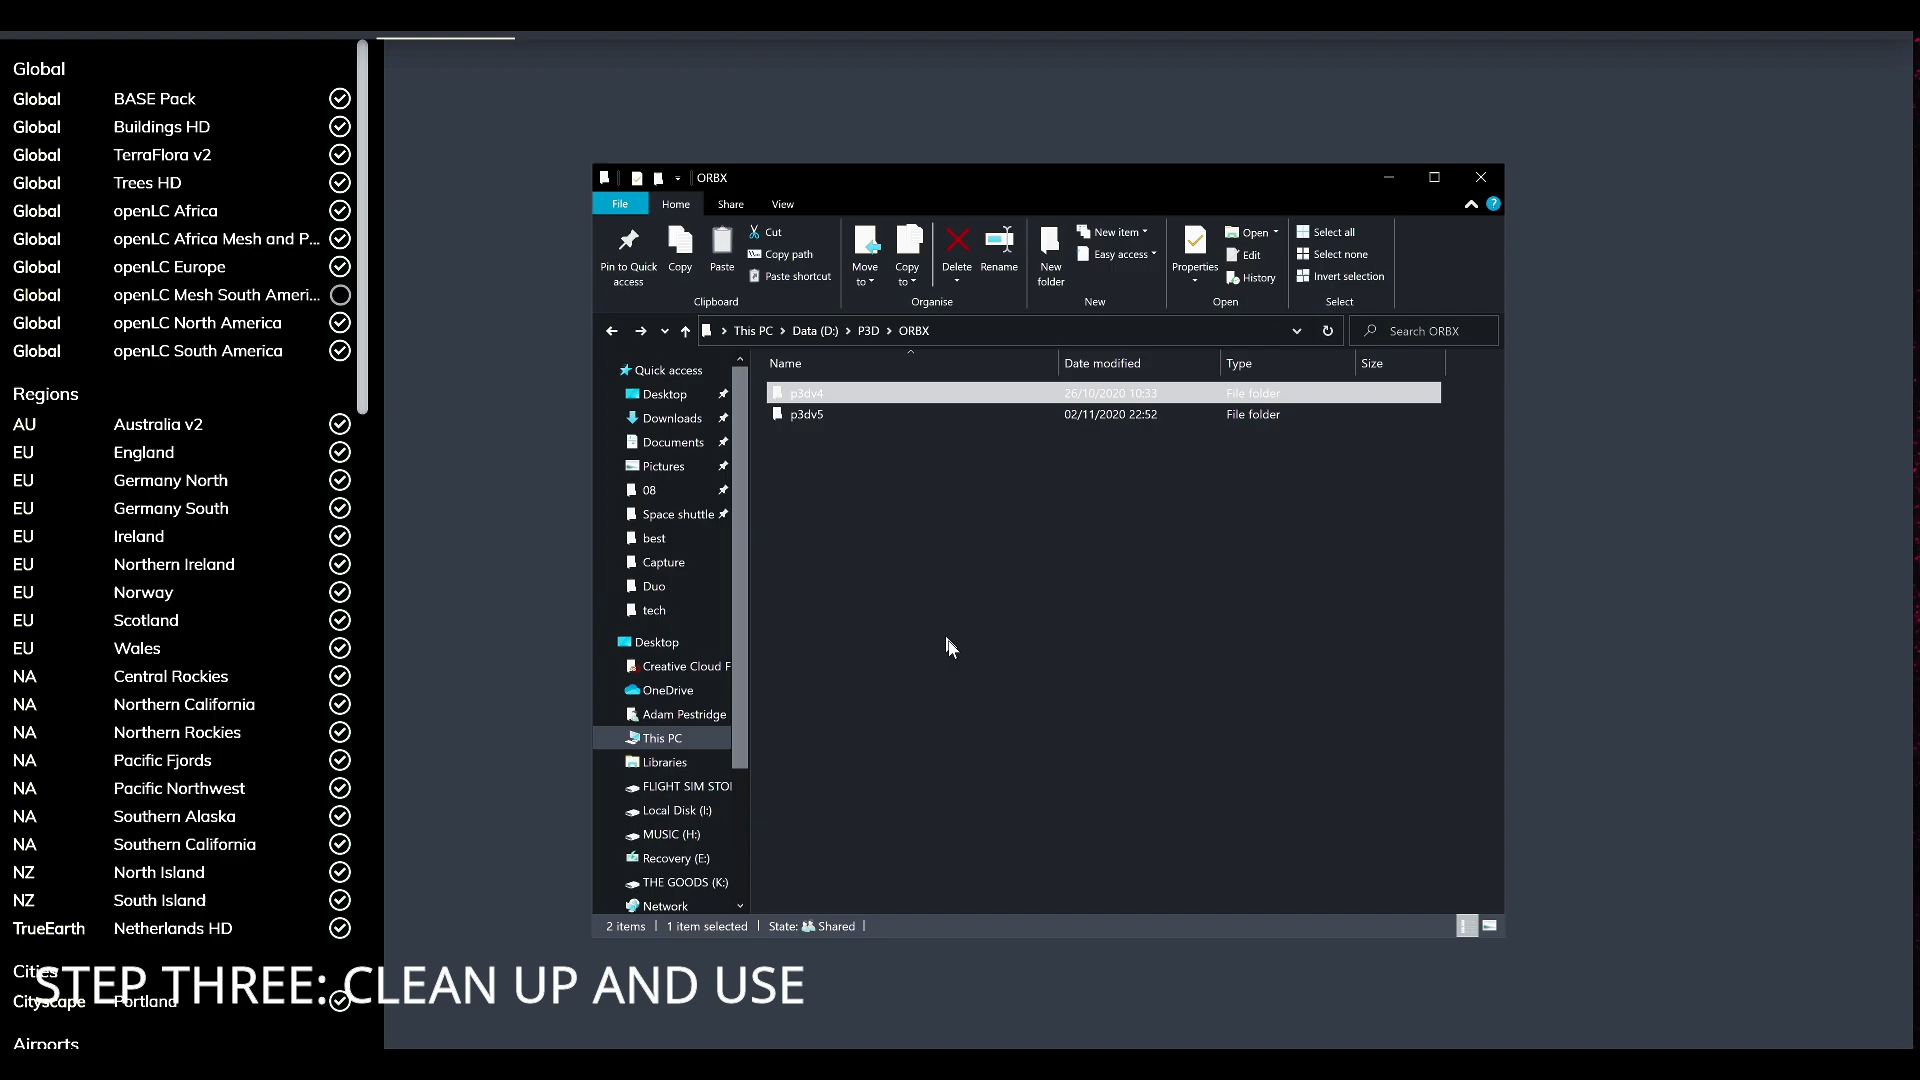 Global
Global BASE Pack
Global Buildings HD
Global TerraFlora v2
Global Trees HD
Global openLC Africa
Global openLC Africa Mesh and P...
Global openLC Europe
Global openLC Mesh South Ameri...
Global openLC North America
Global openLC South America
Regions
AU Australia v2
EU England
EU Germany North
EU Germany South
EU Ireland
EU Northern Ireland
EU Norway
EU Scotland
EU Wales
NA Central Rockies
NA Northern California
NA Northern Rockies
NA Pacific Fjords
NA Pacific Northwest
NA Southern Alaska
NA Southern California
NZ North Island
NZ South Island
TrueEarth Netherlands HD
Cities
Cityscape Portland
Airports
ORBX
File Home Share View
Pin to Quick access
Copy
Paste
Cut
Copy path
Paste shortcut
Clipboard
Move to
Copy to
Delete
Rename
Organise
New folder
New item
Easy access
New
Properties
Open
Edit
History
Open
Select all
Select none
Invert selection
Select
This PC > Data (D:) > P3D > ORBX
Search ORBX
Quick access
Desktop
Downloads
Documents
Pictures
08
Space shuttle
best
Capture
Duo
tech
Desktop
Creative Cloud F
OneDrive
Adam Pestridge
This PC
Libraries
FLIGHT SIM STO
Local Disk (I:)
MUSIC (H:)
Recovery (E:)
THE GOODS (K:)
Network
Name Date modified Type Size
p3dv4 26/10/2020 10:33 File folder
p3dv5 02/11/2020 22:52 File folder
2 items 1 item selected State: Shared
STEP THREE: CLEAN UP AND USE